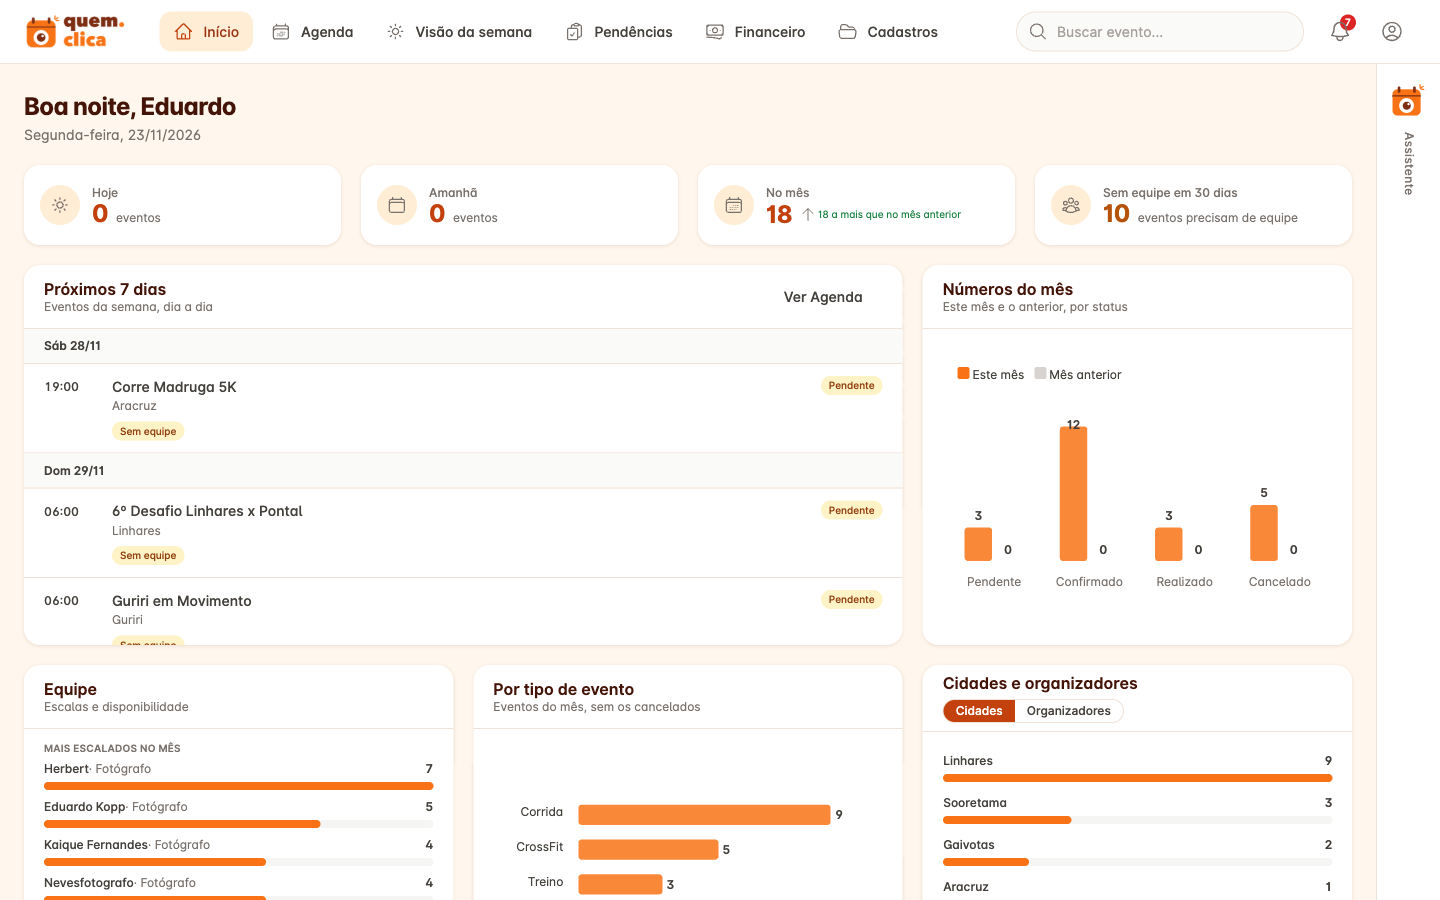 quem.
clica
Início
Agenda
Visão da semana
Pendências
Financeiro
Cadastros
Buscar evento...
7
Assistente
Boa noite, Eduardo
Segunda-feira, 23/11/2026
Hoje
0 eventos
Amanhã
0 eventos
No mês
18 18 a mais que no mês anterior
Sem equipe em 30 dias
10 eventos precisam de equipe
Próximos 7 dias
Eventos da semana, dia a dia
Ver Agenda
Sáb 28/11
19:00 Corre Madruga 5K Pendente
Aracruz
Sem equipe
Dom 29/11
06:00 6º Desafio Linhares x Pontal Pendente
Linhares
Sem equipe
06:00 Guriri em Movimento Pendente
Guriri
Sem equipe
Números do mês
Este mês e o anterior, por status
Este mês Mês anterior
12
5
3 3
0 0 0 0
Pendente Confirmado Realizado Cancelado
Equipe
Escalas e disponibilidade
MAIS ESCALADOS NO MÊS
Herbert· Fotógrafo 7
Eduardo Kopp· Fotógrafo 5
Kaique Fernandes· Fotógrafo 4
Nevesfotografo· Fotógrafo 4
Por tipo de evento
Eventos do mês, sem os cancelados
Corrida 9
CrossFit 5
Treino 3
Cidades e organizadores
Cidades Organizadores
Linhares 9
Sooretama 3
Gaivotas 2
Aracruz 1